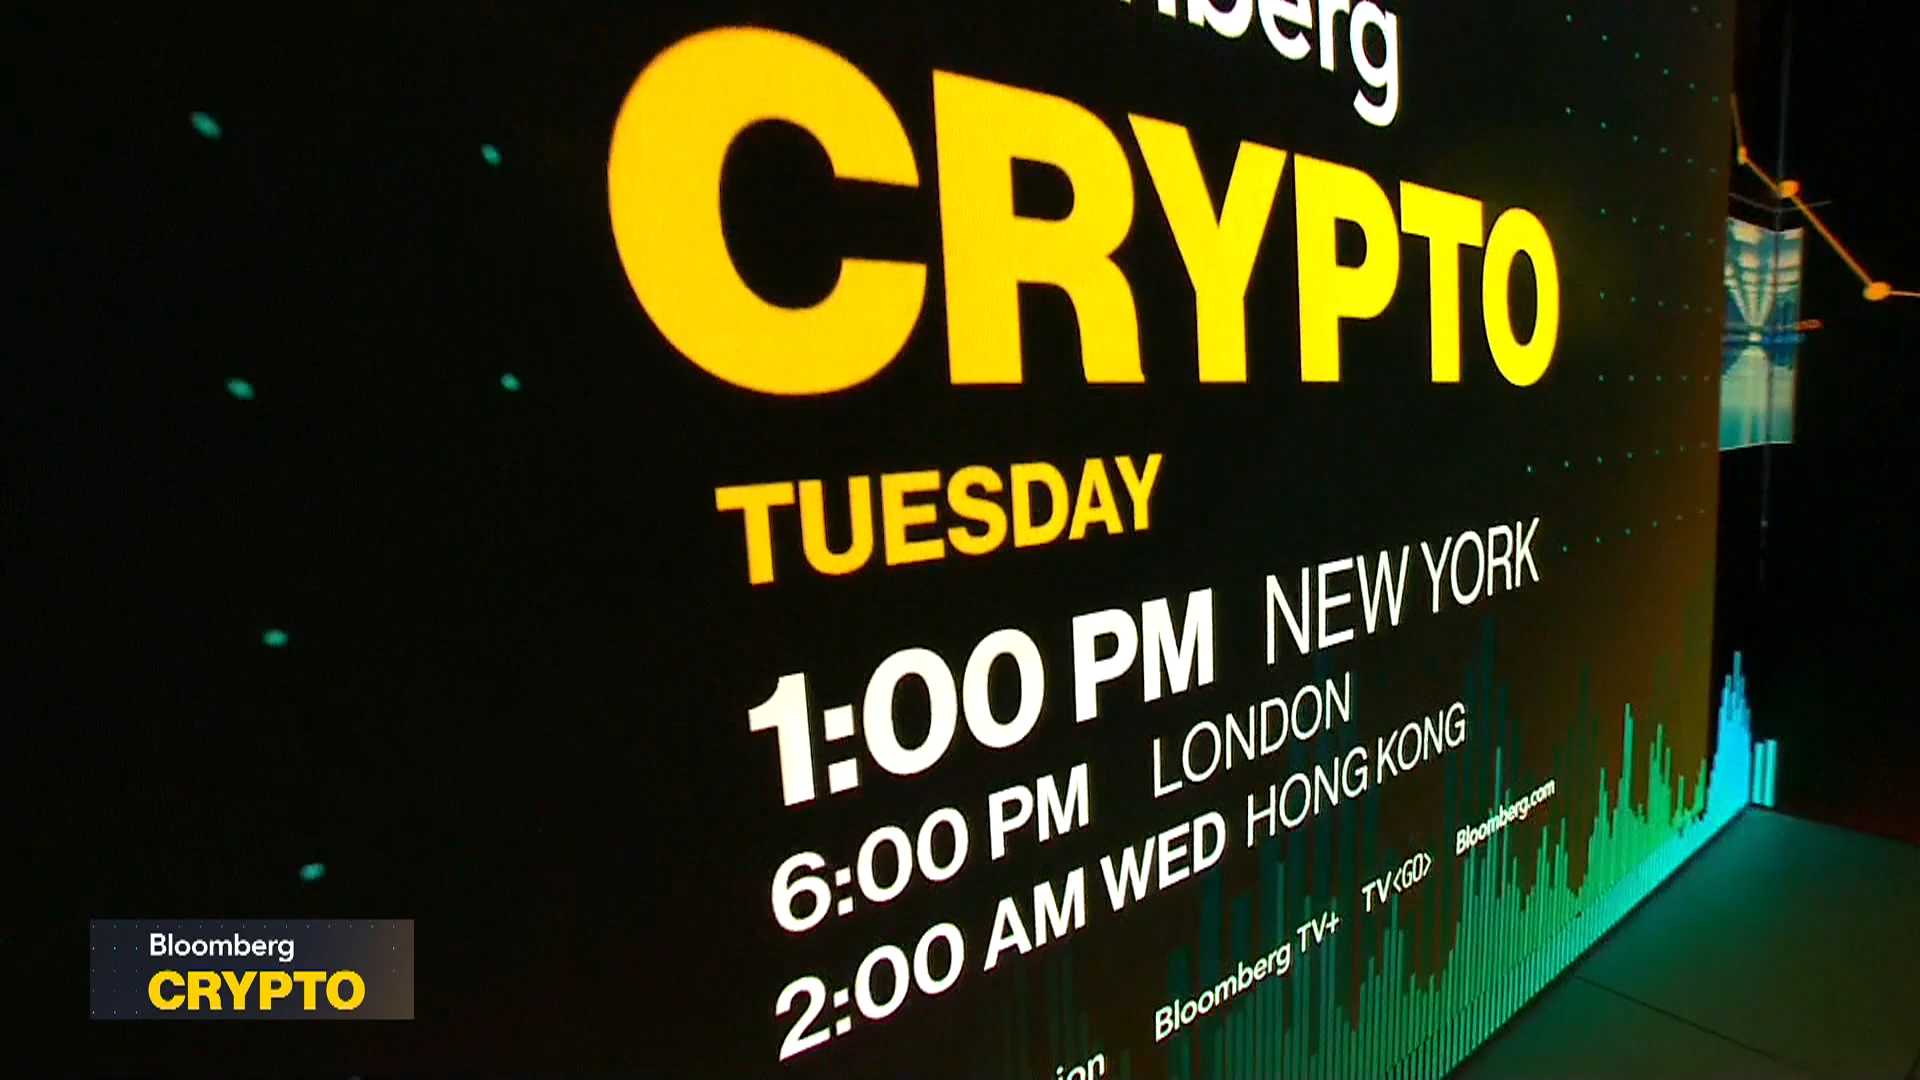 CRYPTO
TUESDAY
1:00 PM NEW YORK
6:00 PM LONDON
2:00 AM WED HONG KONG
Bloomberg TV+ TV<GO> Bloomberg.com
Bloomberg
CRYPTO